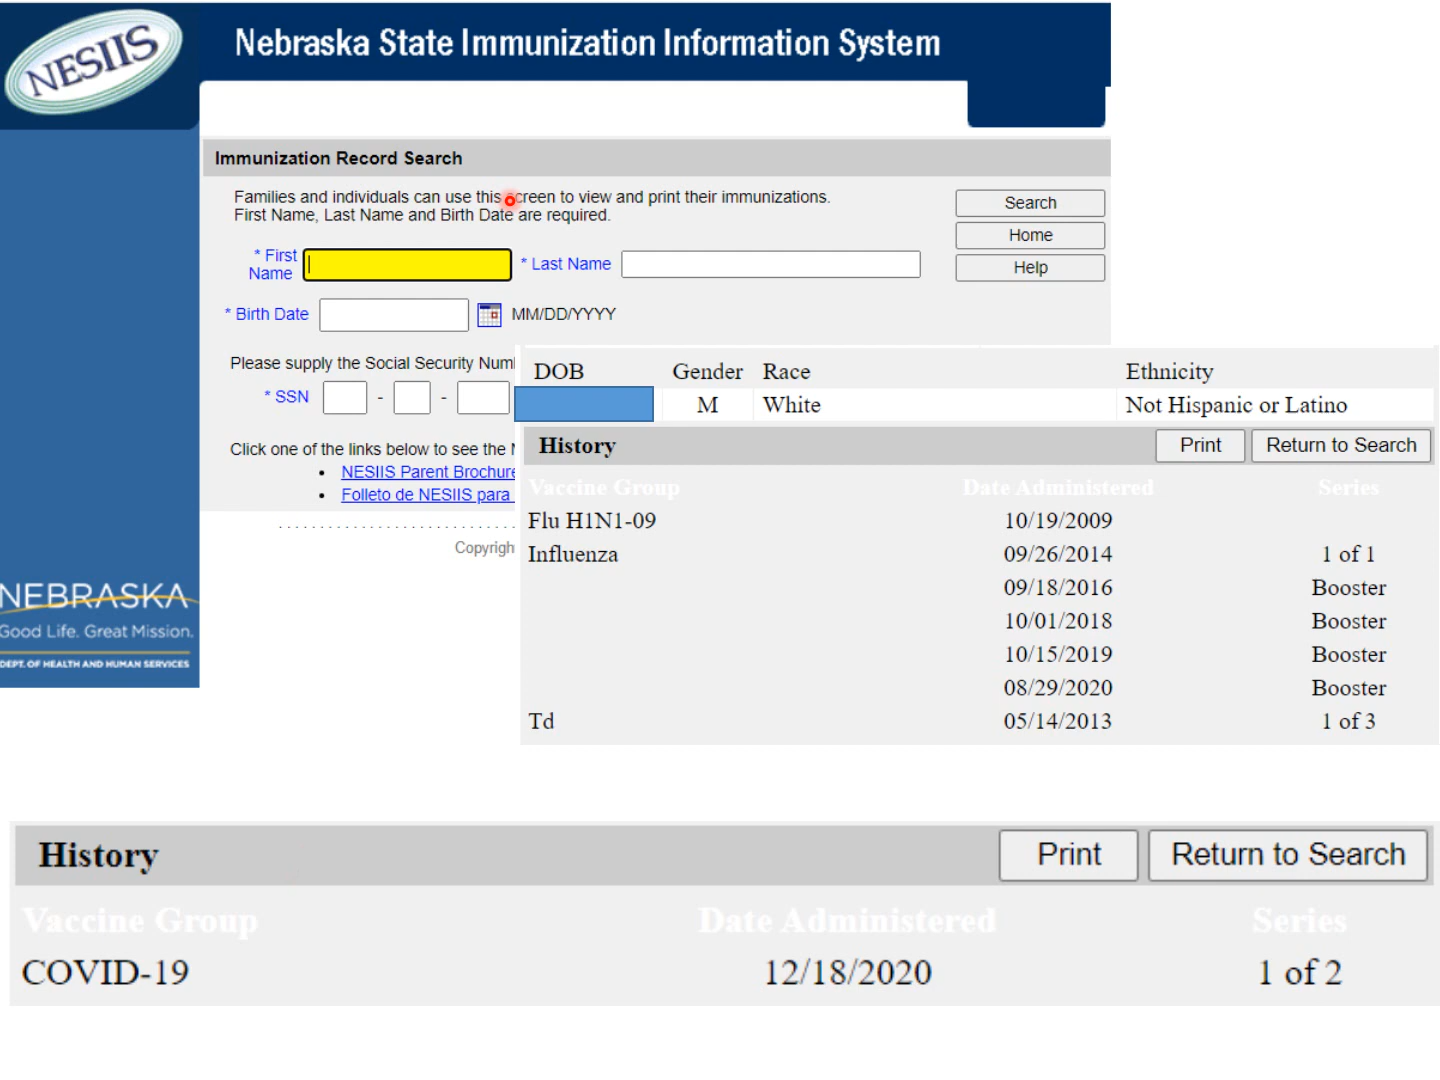 NESIIS
Nebraska State Immunization Information System
Immunization Record Search
Families and individuals can use this screen to view and print their immunizations.
First Name, Last Name and Birth Date are required.
Search
Home
Help
* First Name
* Last Name
* Birth Date
MM/DD/YYYY
Please supply the Social Security
* SSN - -
Click one of the links below to see the
• NESIIS Parent Brochure
• Folleto de NESIIS para
NEBRASKA
Good Life. Great Mission.
DEPT. OF HEALTH AND HUMAN SERVICES
DOB Gender Race Ethnicity
M White Not Hispanic or Latino
History Print Return to Search
Vaccine Group Date Administered Series
Flu H1N1-09 10/19/2009
Influenza 09/26/2014 1 of 1
09/18/2016 Booster
10/01/2018 Booster
10/15/2019 Booster
08/29/2020 Booster
Td 05/14/2013 1 of 3
History Print Return to Search
Vaccine Group Date Administered Series
COVID-19 12/18/2020 1 of 2